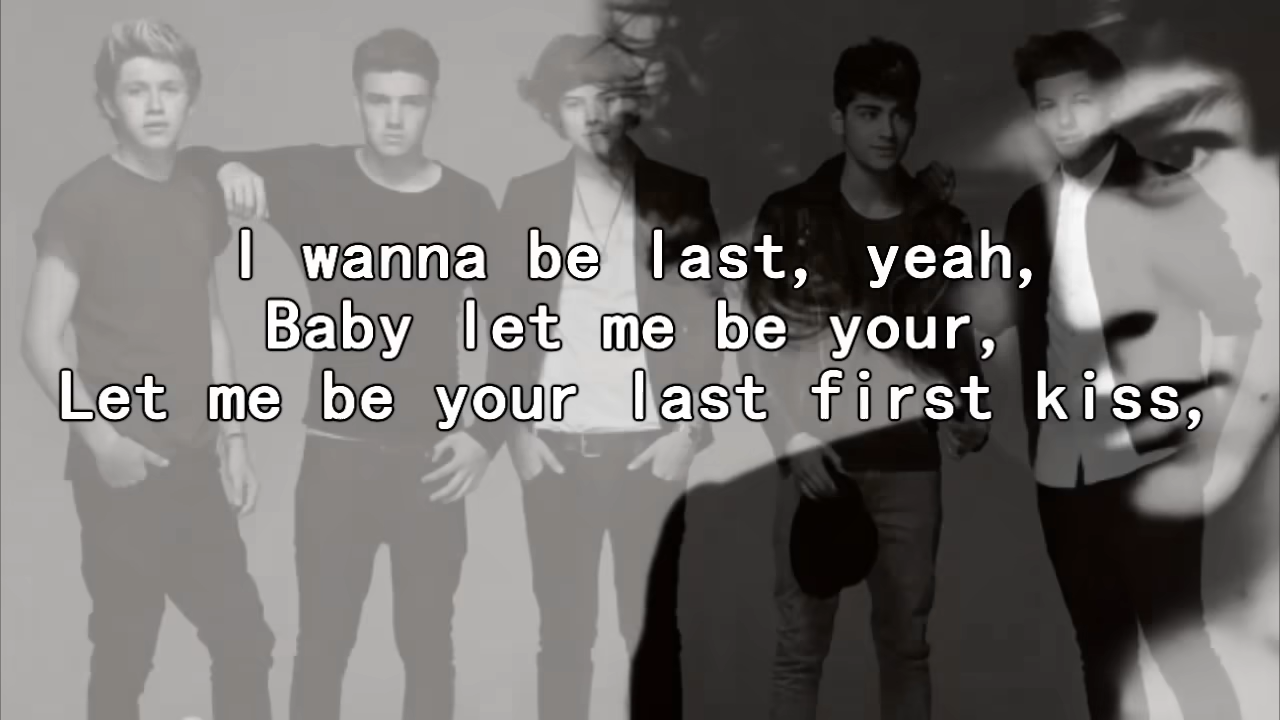 I wanna be last, yeah,
Baby let me be your,
Let me be your last first kiss,